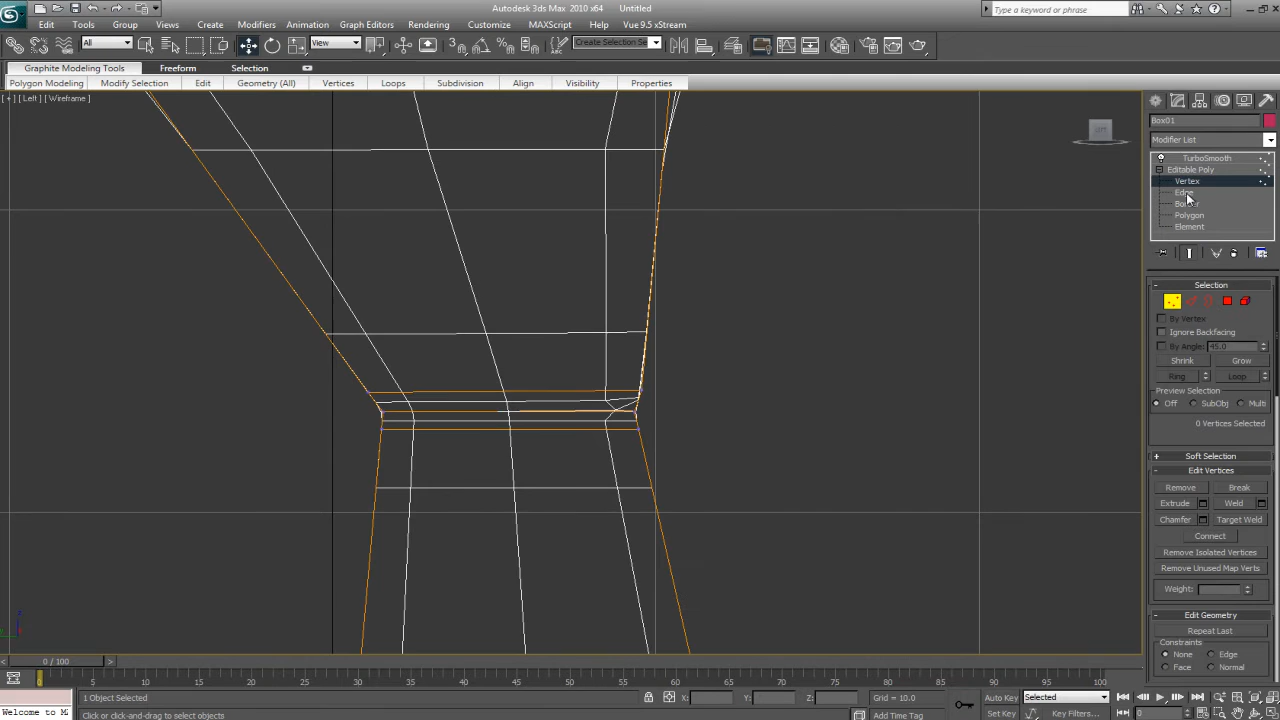 Autodesk 3ds Max 2010 x64 Untitled
Type a keyword or phrase
Edit Tools Group Views Create Modifiers Animation Graph Editors Rendering Customize MAXScript Help Vue 9.5 xStream
All View Create Selection Se
Graphite Modeling Tools Freeform Selection
Polygon Modeling Modify Selection Edit Geometry (All) Vertices Loops Subdivision Align Visibility Properties
[ + ] [ Left ] [ Wireframe ]
Box01
Modifier List
TurboSmooth
Editable Poly
Vertex
Edge
Border
Polygon
Element
Selection
By Vertex
Ignore Backfacing
By Angle: 45.0
Shrink Grow
Ring Loop
Preview Selection
Off SubObj Multi
0 Vertices Selected
Soft Selection
Edit Vertices
Remove Break
Extrude Weld
Chamfer Target Weld
Connect
Remove Isolated Vertices
Remove Unused Map Verts
Weight:
Edit Geometry
Repeat Last
Constraints
None Edge
Face Normal
0 / 100
0 5 10 15 20 25 30 35 40 45 50 55 60 65 70 75 80 85 90 95 100
1 Object Selected X: Y: Z: Grid = 10.0 Auto Key Selected
Welcome to M Click or click-and-drag to select objects Add Time Tag Set Key Key Filters... 0